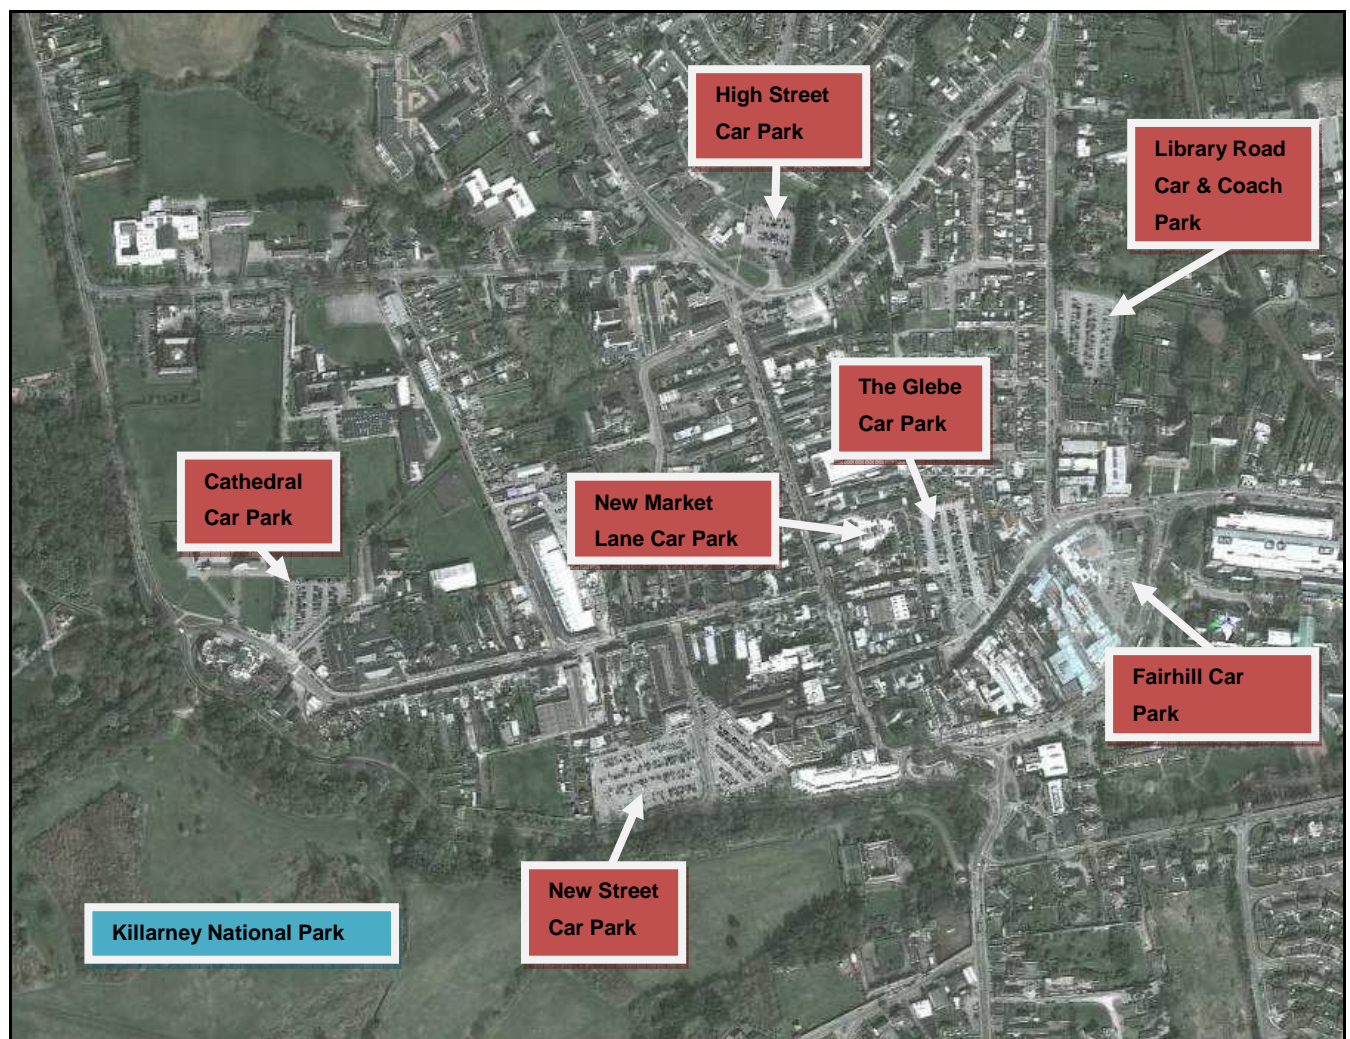 High Street
Car Park
Library Road
Car & Coach
Park
The Glebe
Car Park
Cathedral
Car Park
New Market
Lane Car Park
Fairhill Car
Park
New Street
Car Park
Killarney National Park